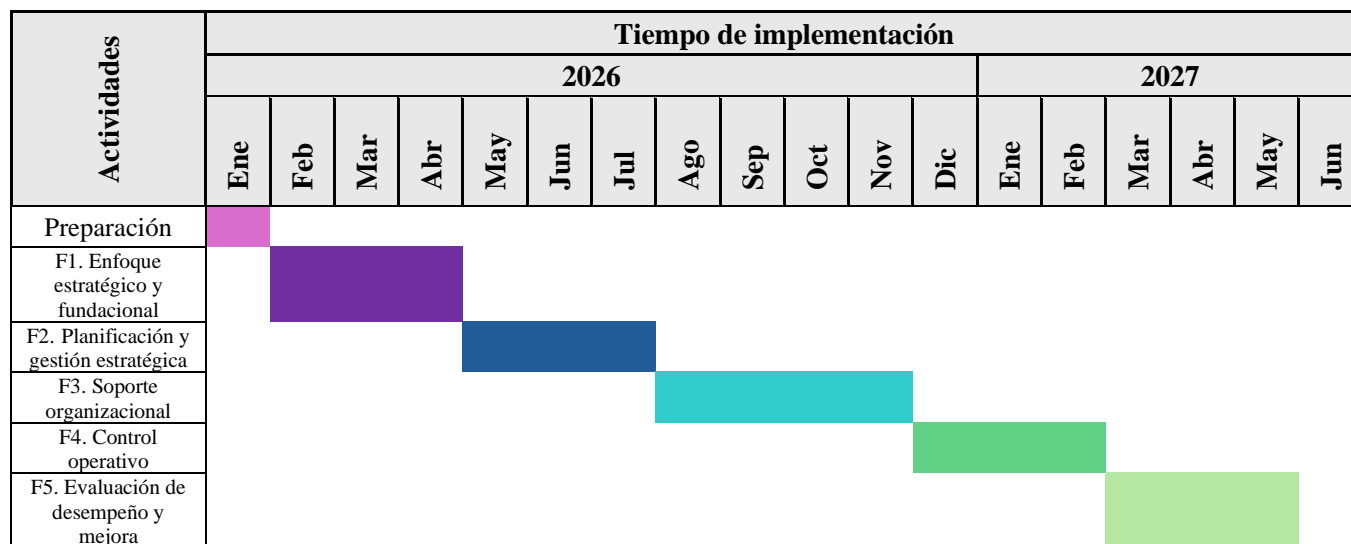 Actividades
Tiempo de implementación
2026
2027
Ene
Feb
Mar
Abr
May
Jun
Jul
Ago
Sep
Oct
Nov
Dic
Ene
Feb
Mar
Abr
May
Jun
Preparación
F1. Enfoque
estratégico y
fundacional
F2. Planificación y
gestión estratégica
F3. Soporte
organizacional
F4. Control
operativo
F5. Evaluación de
desempeño y
mejora